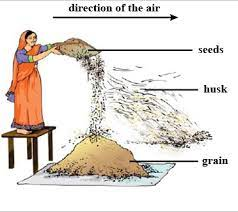 direction of the air
seeds
husk
grain